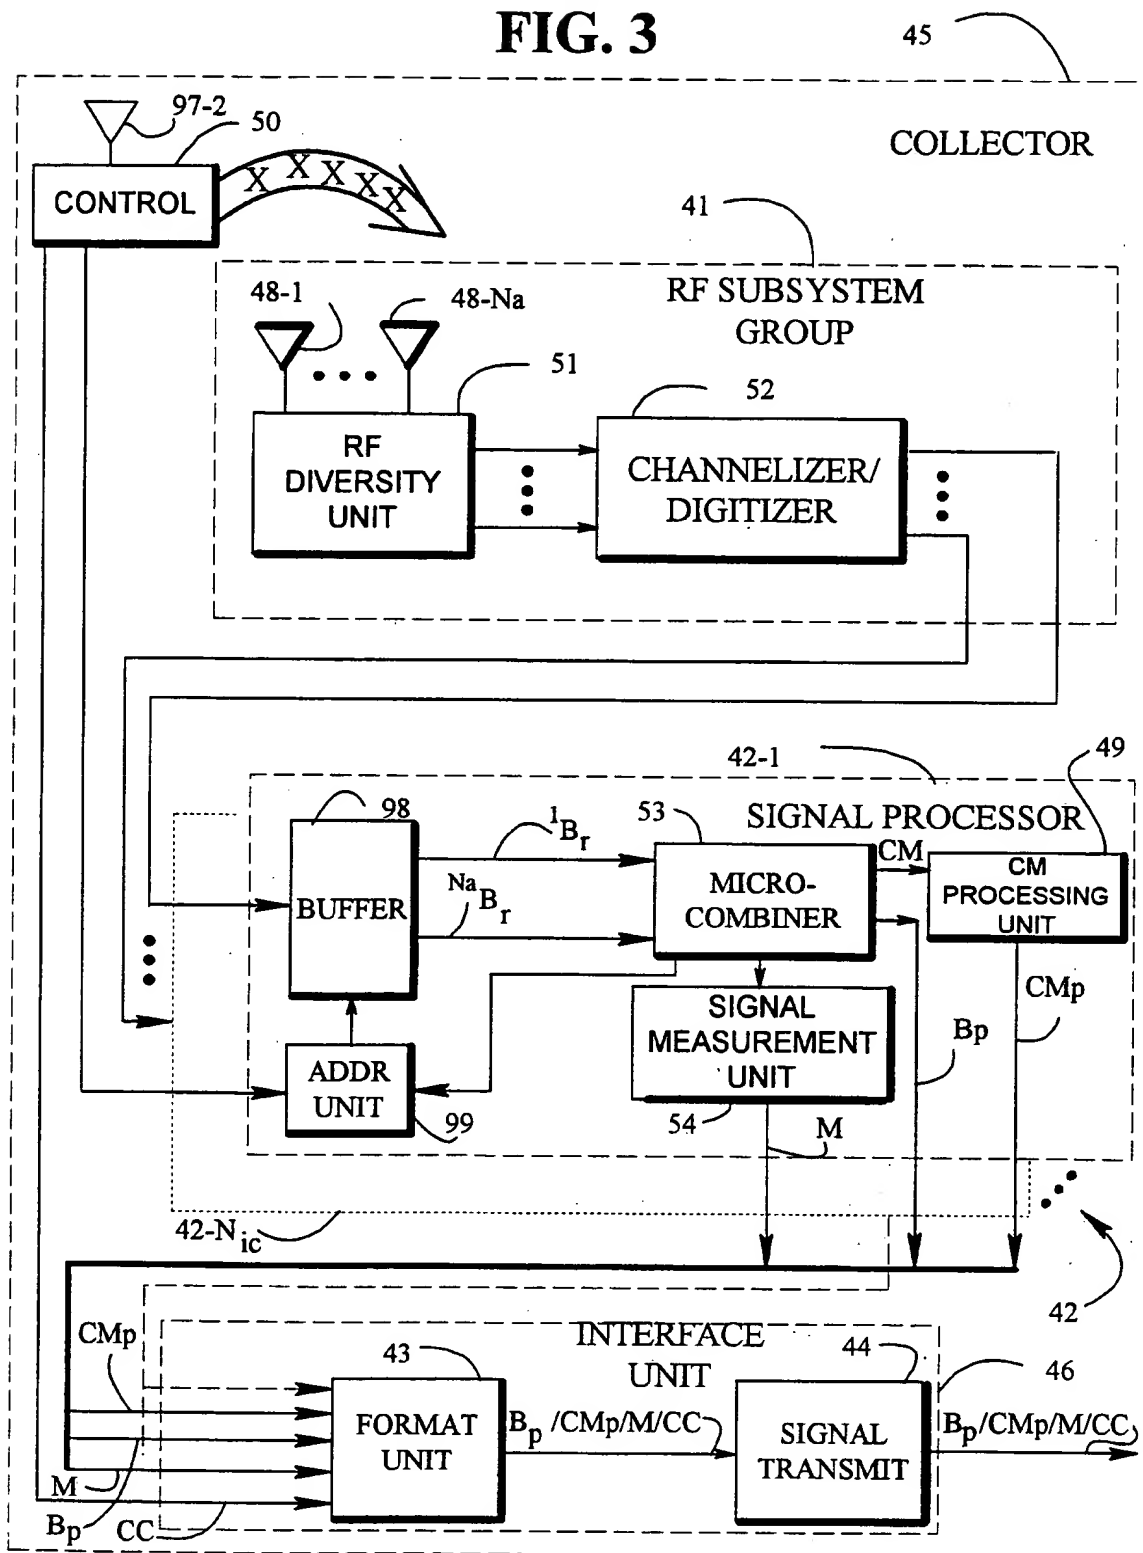 FIG. 3
45
COLLECTOR
97-2
50
CONTROL
X X X X X
41
RF SUBSYSTEM
GROUP
48-1
48-Na
51
52
RF
DIVERSITY
UNIT
CHANNELIZER/
DIGITIZER
42-1
49
98
53
SIGNAL PROCESSOR
1Br
CM
BUFFER
MICRO-
COMBINER
CM
PROCESSING
UNIT
NaBr
CMp
SIGNAL
MEASUREMENT
UNIT
Bp
ADDR
UNIT
99
54
M
42-Nic
42
CMp
INTERFACE
UNIT
43
44
46
FORMAT
UNIT
Bp /CMp/M/CC
SIGNAL
TRANSMIT
Bp/CMp/M/CC
M
Bp
CC